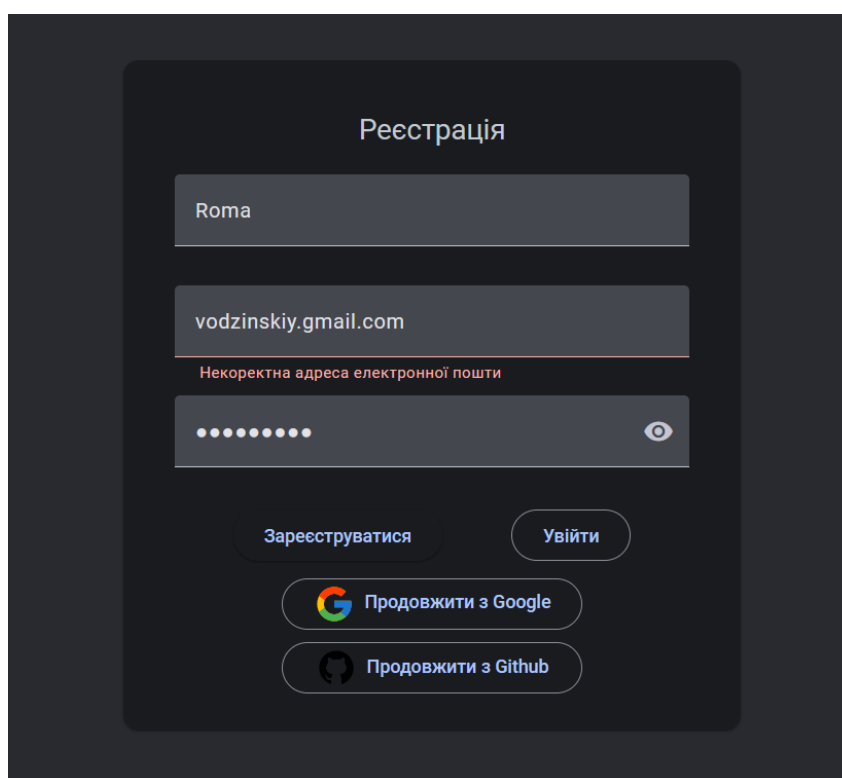 Реєстрація
Roma
vodzinskiy.gmail.com
Некоректна адреса електронної пошти
•••••••••
Зареєструватися Увійти
Продовжити з Google
Продовжити з Github